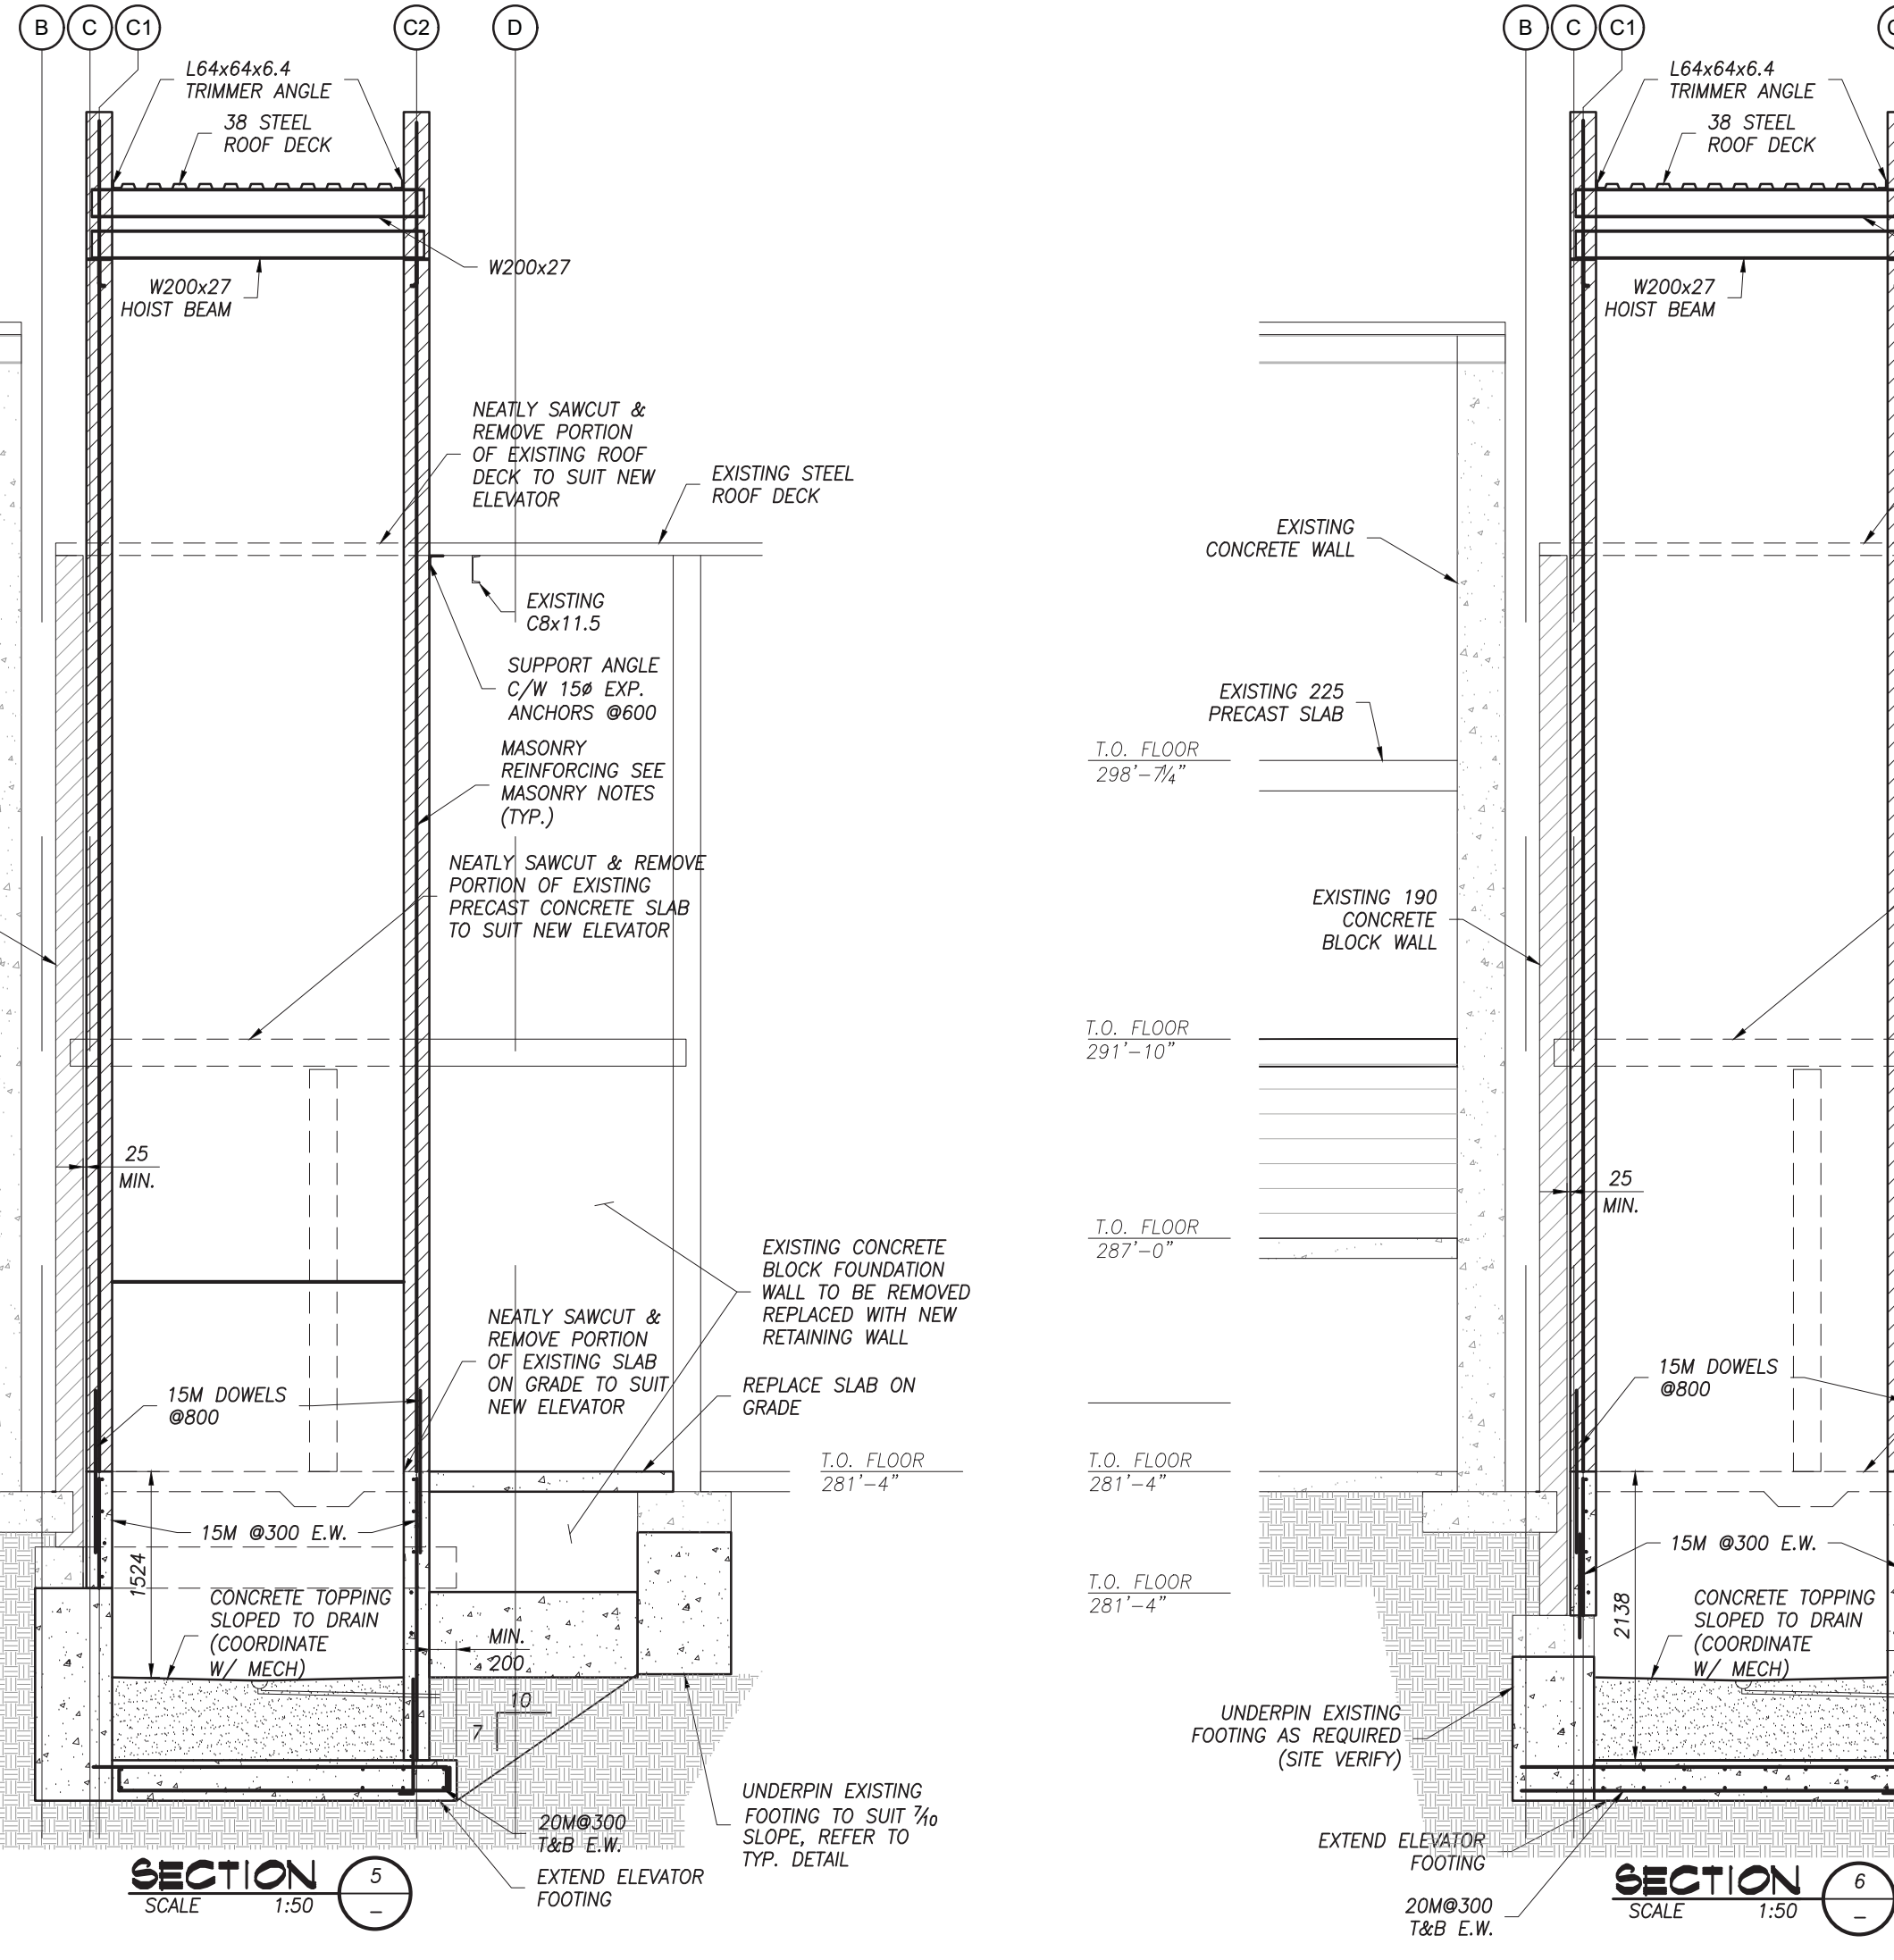 B
C
C1
C2
D
L64x64x6.4
TRIMMER ANGLE
38 STEEL
ROOF DECK
W200x27
W200x27
HOIST BEAM
NEATLY SAWCUT &
REMOVE PORTION
OF EXISTING ROOF
DECK TO SUIT NEW
ELEVATOR
EXISTING STEEL
ROOF DECK
EXISTING
C8x11.5
SUPPORT ANGLE
C/W 15ø EXP.
ANCHORS @600
MASONRY
REINFORCING SEE
MASONRY NOTES
(TYP.)
NEATLY SAWCUT & REMOVE
PORTION OF EXISTING
PRECAST CONCRETE SLAB
TO SUIT NEW ELEVATOR
25
MIN.
EXISTING CONCRETE
BLOCK FOUNDATION
WALL TO BE REMOVED
REPLACED WITH NEW
RETAINING WALL
NEATLY SAWCUT &
REMOVE PORTION
OF EXISTING SLAB
ON GRADE TO SUIT
NEW ELEVATOR
REPLACE SLAB ON
GRADE
15M DOWELS
@800
T.O. FLOOR
281'-4"
15M @300 E.W.
1524
CONCRETE TOPPING
SLOPED TO DRAIN
(COORDINATE
W/ MECH)
MIN.
200
10
7
UNDERPIN EXISTING
FOOTING TO SUIT 7/10
SLOPE, REFER TO
TYP. DETAIL
20M@300
T&B E.W.
EXTEND ELEVATOR
FOOTING
SECTION
SCALE 1:50
5
–
B
C
C1
L64x64x6.4
TRIMMER ANGLE
38 STEEL
ROOF DECK
W200x27
HOIST BEAM
EXISTING
CONCRETE WALL
EXISTING 225
PRECAST SLAB
T.O. FLOOR
298'-7¼"
EXISTING 190
CONCRETE
BLOCK WALL
T.O. FLOOR
291'-10"
25
MIN.
T.O. FLOOR
287'-0"
15M DOWELS
@800
T.O. FLOOR
281'-4"
15M @300 E.W.
T.O. FLOOR
281'-4"
2138
CONCRETE TOPPING
SLOPED TO DRAIN
(COORDINATE
W/ MECH)
UNDERPIN EXISTING
FOOTING AS REQUIRED
(SITE VERIFY)
EXTEND ELEVATOR
FOOTING
20M@300
T&B E.W.
SECTION
SCALE 1:50
6
–